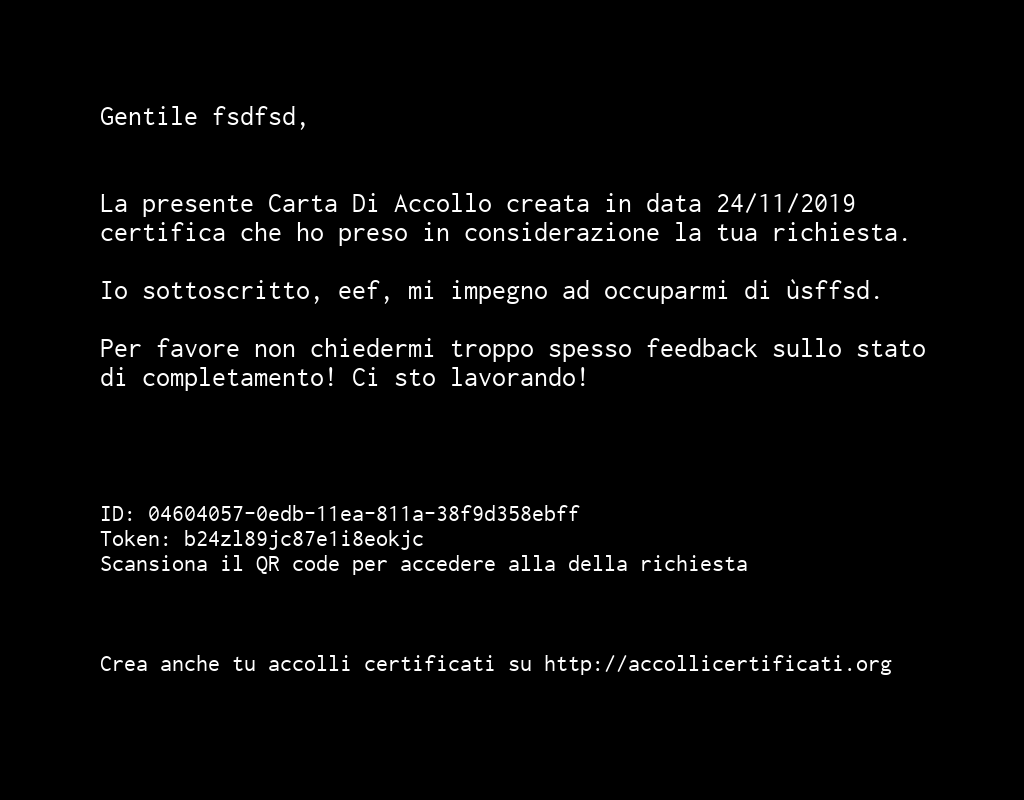 Gentile fsdfsd,
La presente Carta Di Accollo creata in data 24/11/2019
certifica che ho preso in considerazione la tua richiesta.
Io sottoscritto, eef, mi impegno ad occuparmi di ùsffsd.
Per favore non chiedermi troppo spesso feedback sullo stato
di completamento! Ci sto lavorando!
ID: 04604057-0edb-11ea-811a-38f9d358ebff
Token: b24zl89jc87e1i8eokjc
Scansiona il QR code per accedere alla della richiesta
Crea anche tu accolli certificati su http://accollicertificati.org